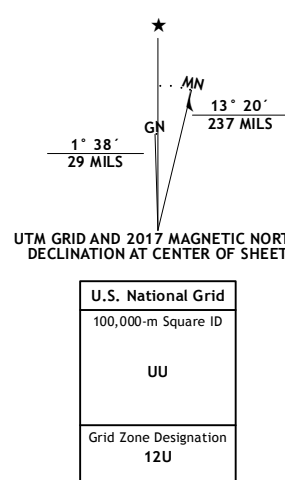 ★
MN
GN
13° 20´
237 MILS
1° 38´
29 MILS
UTM GRID AND 2017 MAGNETIC NORT
DECLINATION AT CENTER OF SHEET
U.S. National Grid
100,000-m Square ID
UU
Grid Zone Designation
12U